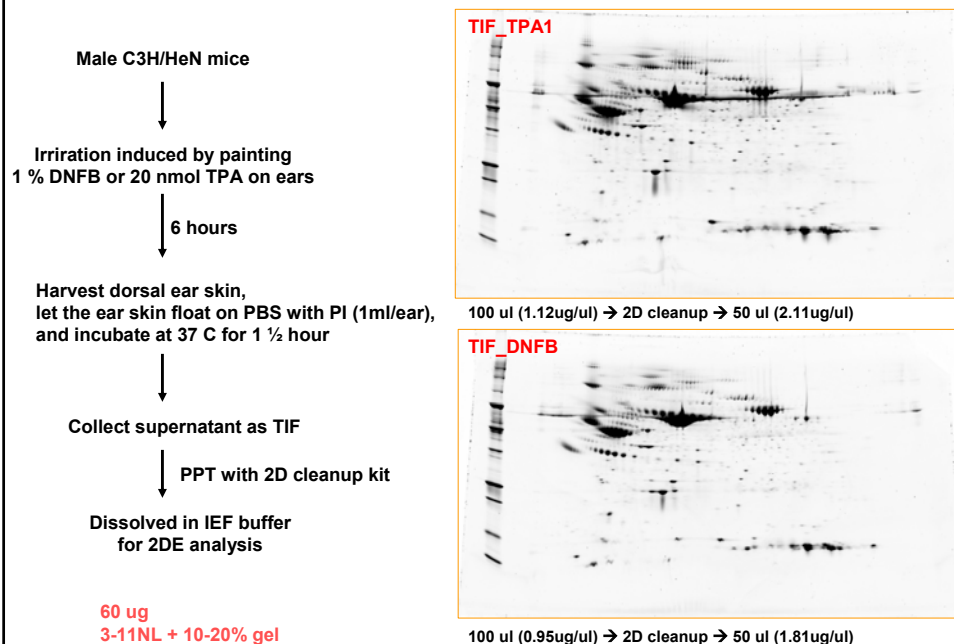 Male C3H/HeN mice
Irriration induced by painting
1 % DNFB or 20 nmol TPA on ears
6 hours
Harvest dorsal ear skin,
let the ear skin float on PBS with PI (1ml/ear),
and incubate at 37 C for 1 ½ hour
Collect supernatant as TIF
PPT with 2D cleanup kit
Dissolved in IEF buffer
for 2DE analysis
60 ug
3-11NL + 10-20% gel
TIF_TPA1
100 ul (1.12ug/ul) → 2D cleanup → 50 ul (2.11ug/ul)
TIF_DNFB
100 ul (0.95ug/ul) → 2D cleanup → 50 ul (1.81ug/ul)